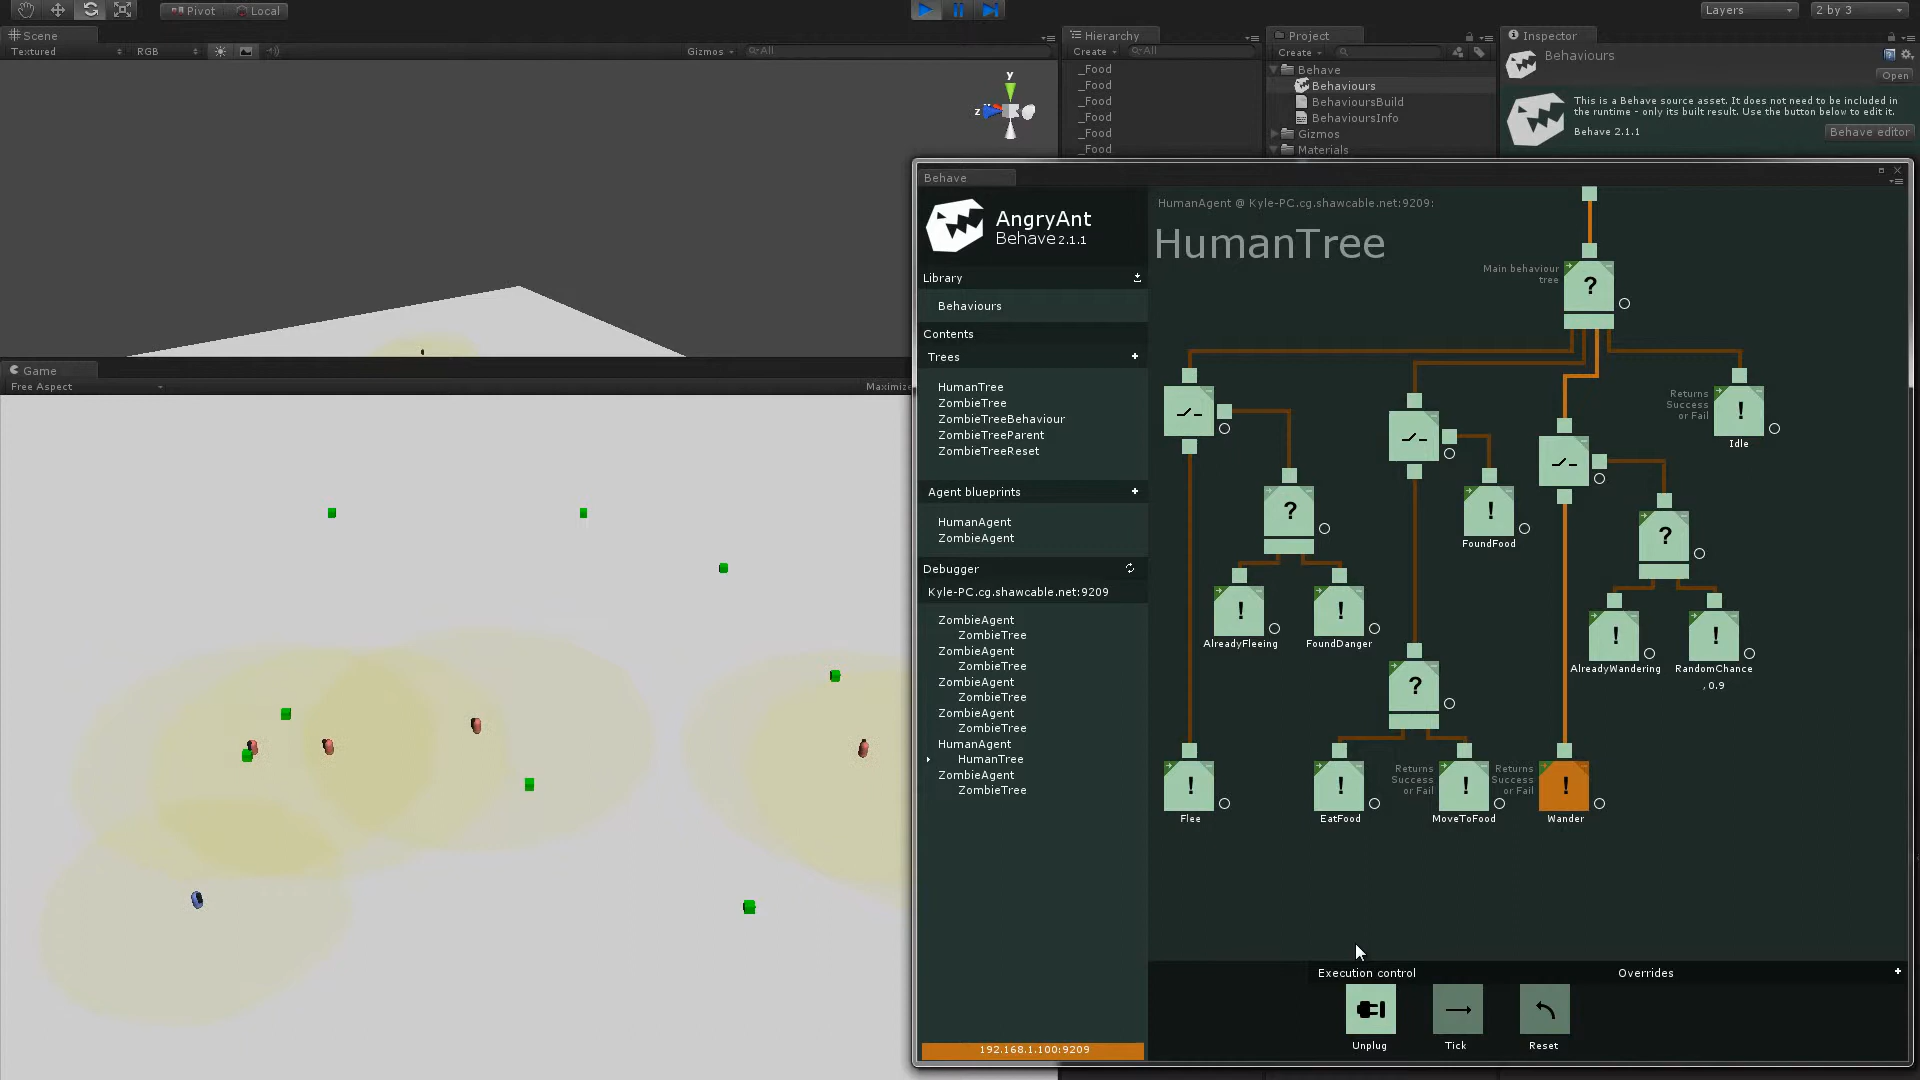 Pivot
Local
Layers
2 by 3
Scene
Textured
RGB
Gizmos
All
Hierarchy
Create
All
_Food
_Food
_Food
_Food
_Food
_Food
Project
Create
Behave
Behaviours
BehavioursBuild
BehavioursInfo
Gizmos
Materials
Inspector
Behaviours
Open
This is a Behave source asset. It does not need to be included in
the runtime - only its built result. Use the button below to edit it.
Behave 2.1.1
Behave editor
Game
Free Aspect
Maximize
Behave
AngryAnt
Behave 2.1.1
Library
Behaviours
Contents
Trees
HumanTree
ZombieTree
ZombieTreeBehaviour
ZombieTreeParent
ZombieTreeReset
Agent blueprints
HumanAgent
ZombieAgent
Debugger
Kyle-PC.cg.shawcable.net:9209
ZombieAgent
ZombieTree
ZombieAgent
ZombieTree
ZombieAgent
ZombieTree
ZombieAgent
ZombieTree
HumanAgent
HumanTree
ZombieAgent
ZombieTree
192.168.1.100:9209
HumanAgent @ Kyle-PC.cg.shawcable.net:9209:
HumanTree
Main behaviour
tree
?
Returns
Success
or Fail
!
Idle
?
!
FoundFood
?
!
AlreadyFleeing
!
FoundDanger
!
AlreadyWandering
!
RandomChance
, 0.9
?
!
Flee
!
EatFood
Returns
Success
or Fail
!
MoveToFood
Returns
Success
or Fail
!
Wander
Execution control
Overrides
Unplug
Tick
Reset
y
z